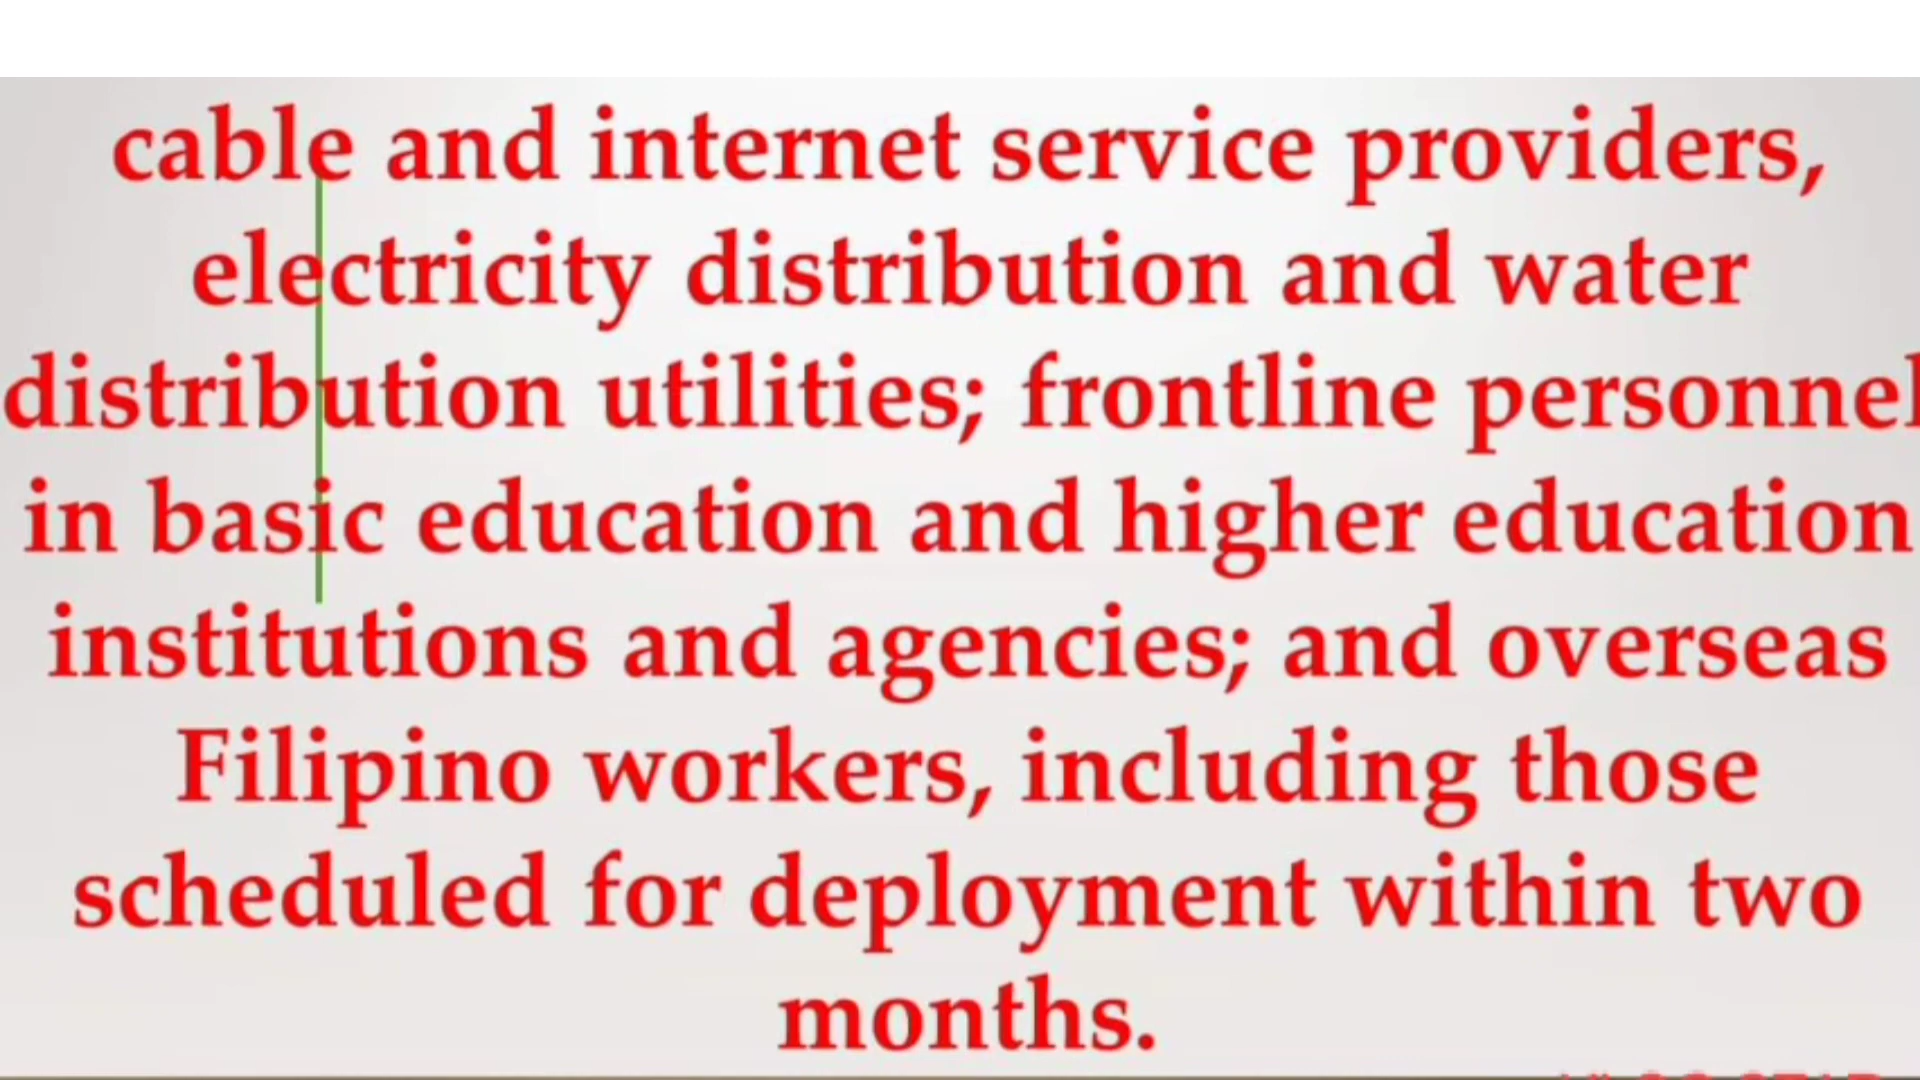 cable and internet service providers,
electricity distribution and water
distribution utilities; frontline personnel
in basic education and higher education
institutions and agencies; and overseas
Filipino workers, including those
scheduled for deployment within two
months.